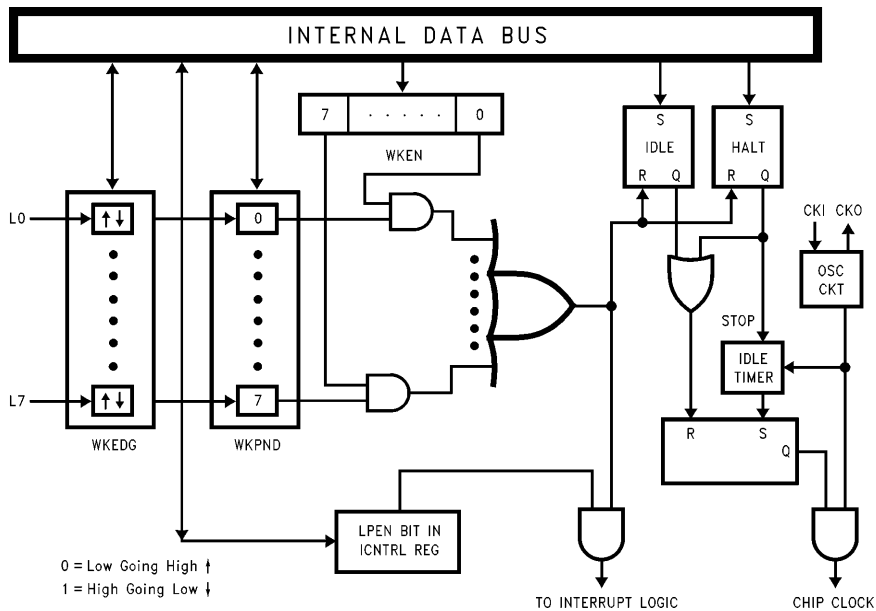 INTERNAL DATA BUS
7 · · · · · 0
WKEN
S
IDLE
R Q
S
HALT
R Q
L0
↑↓
0
CKI CKO
OSC
CKT
STOP
IDLE
TIMER
L7
↑↓
7
WKEDG
WKPND
R S
Q
LPEN BIT IN
ICNTRL REG
0 = Low Going High ↑
1 = High Going Low ↓
TO INTERRUPT LOGIC
CHIP CLOCK